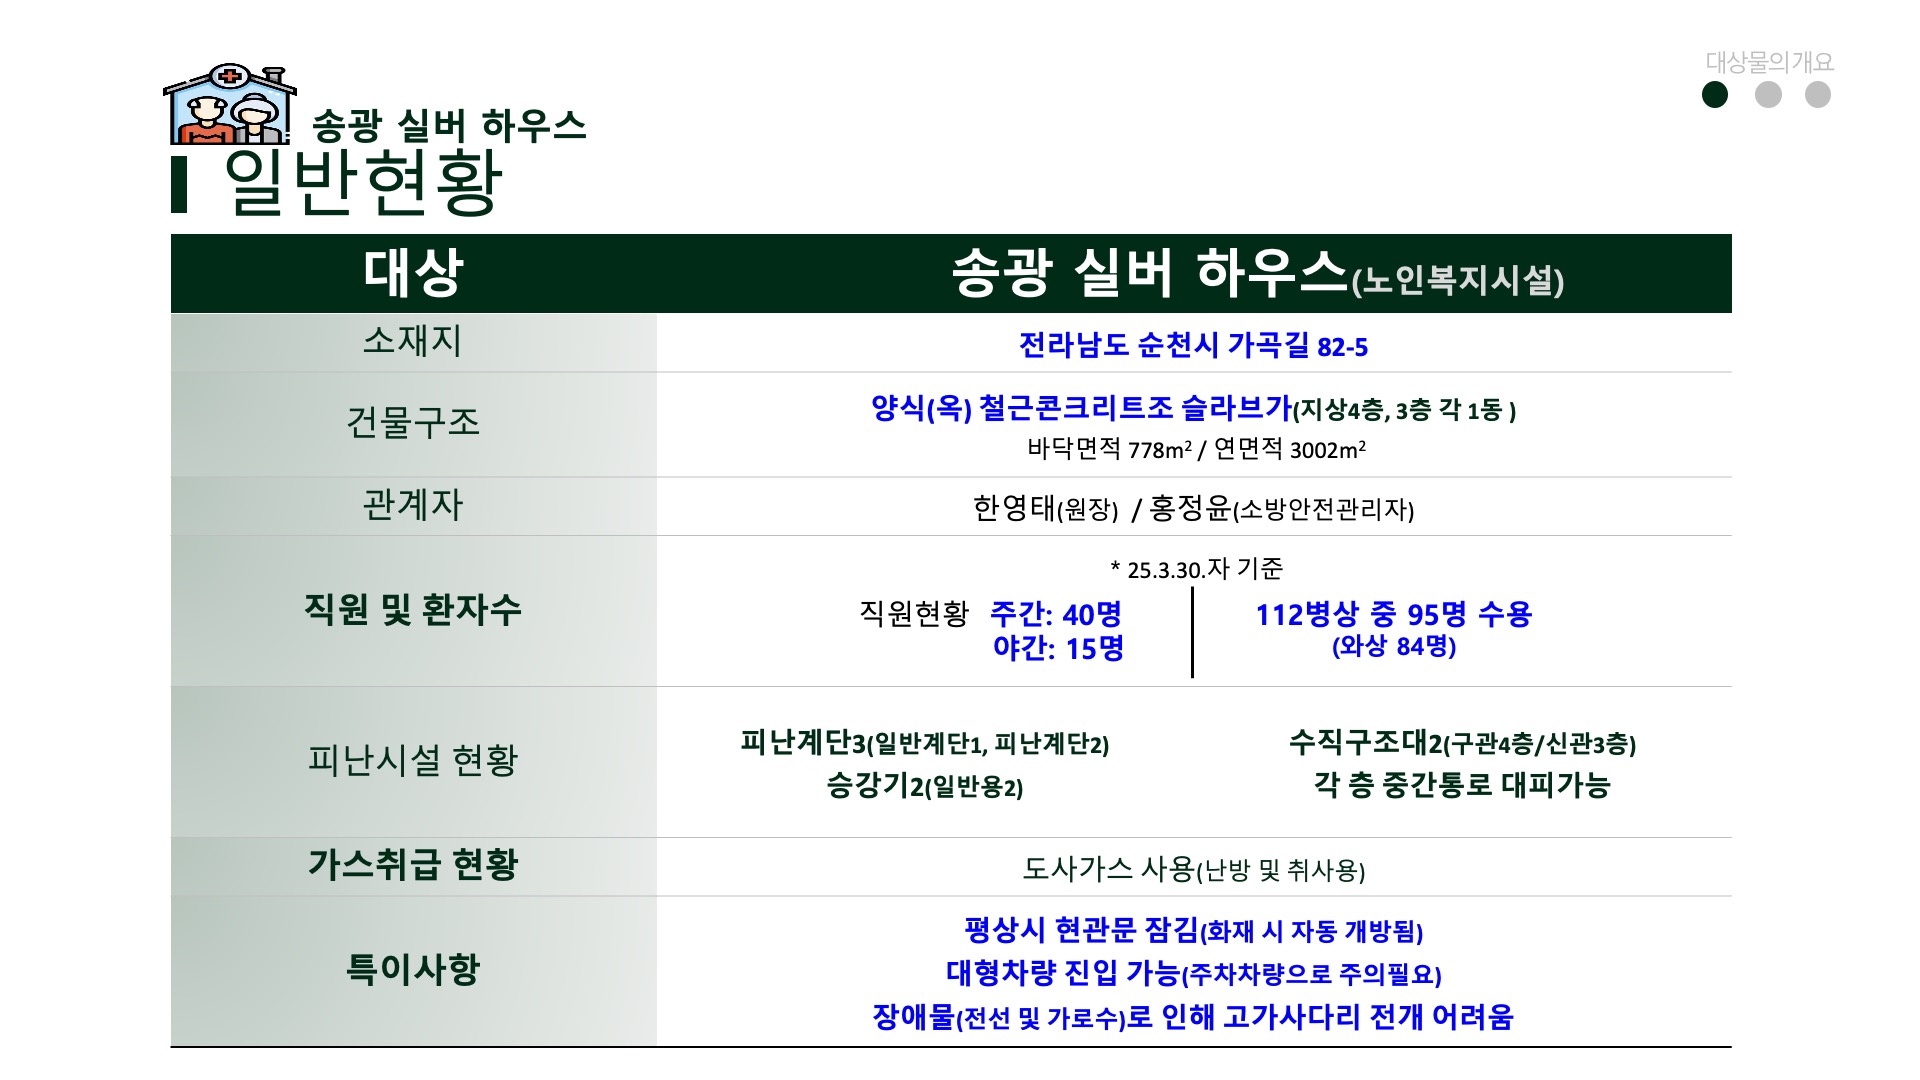 대상물의개요
송광 실버 하우스
일반현황
대상
송광 실버 하우스(노인복지시설)
소재지
전라남도 순천시 가곡길 82-5
건물구조
양식(옥) 철근콘크리트조 슬라브가(지상4층, 3층 각 1동 )
바닥면적 778m² / 연면적 3002m²
관계자
한영태(원장) / 홍정윤(소방안전관리자)
직원 및 환자수
* 25.3.30.자 기준
직원현황 주간: 40명
야간: 15명
112병상 중 95명 수용
(와상 84명)
피난시설 현황
피난계단3(일반계단1, 피난계단2)
승강기2(일반용2)
수직구조대2(구관4층/신관3층)
각 층 중간통로 대피가능
가스취급 현황
도사가스 사용(난방 및 취사용)
특이사항
평상시 현관문 잠김(화재 시 자동 개방됨)
대형차량 진입 가능(주차차량으로 주의필요)
장애물(전선 및 가로수)로 인해 고가사다리 전개 어려움